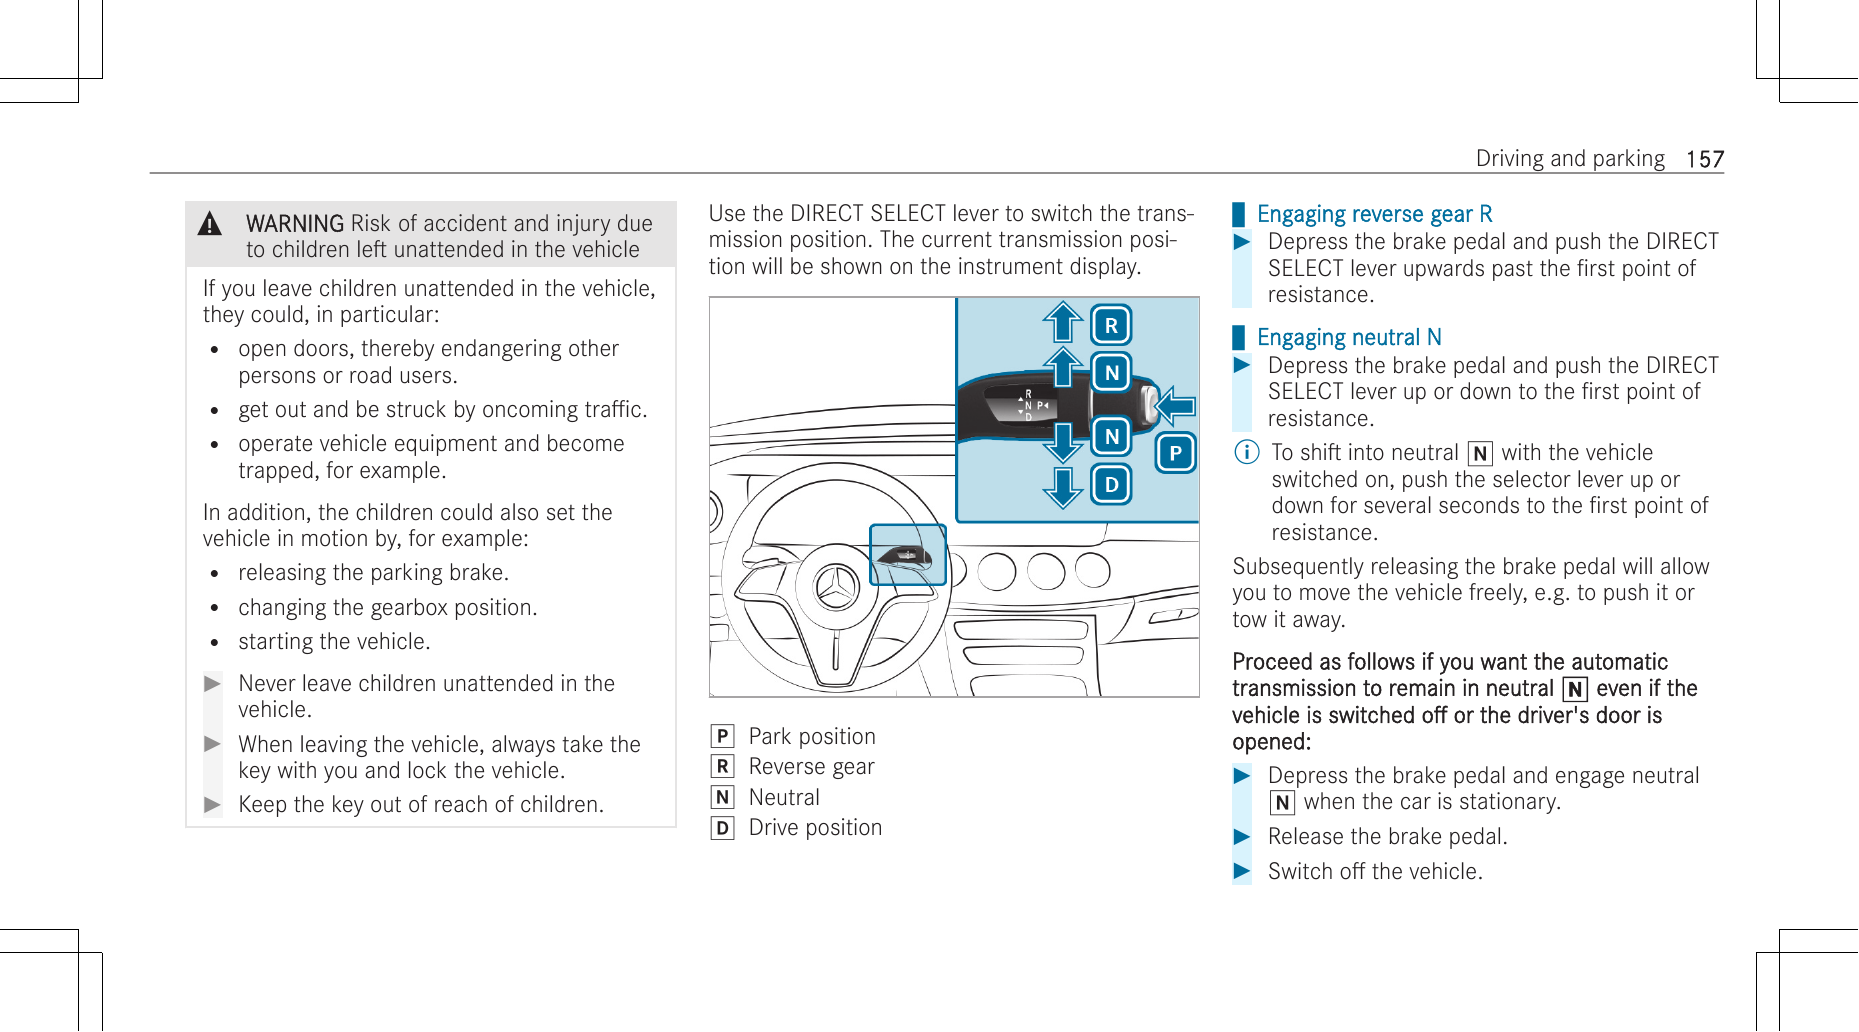 Driving and parking 157
WARNING Risk of accident and injury due
to children left unattended in the vehicle
If you leave children unattended in the vehicle,
they could, in particular:
• open doors, thereby endangering other
persons or road users.
• get out and be struck by oncoming traffic.
• operate vehicle equipment and become
trapped, for example.
In addition, the children could also set the
vehicle in motion by, for example:
• releasing the parking brake.
• changing the gearbox position.
• starting the vehicle.
Never leave children unattended in the
vehicle.
When leaving the vehicle, always take the
key with you and lock the vehicle.
Keep the key out of reach of children.
Use the DIRECT SELECT lever to switch the trans-
mission position. The current transmission posi-
tion will be shown on the instrument display.
R
N
R
N P
D
N
P
D
P Park position
R Reverse gear
N Neutral
D Drive position
Engaging reverse gear R
Depress the brake pedal and push the DIRECT
SELECT lever upwards past the first point of
resistance.
Engaging neutral N
Depress the brake pedal and push the DIRECT
SELECT lever up or down to the first point of
resistance.
To shift into neutral N with the vehicle
switched on, push the selector lever up or
down for several seconds to the first point of
resistance.
Subsequently releasing the brake pedal will allow
you to move the vehicle freely, e.g. to push it or
tow it away.
Proceed as follows if you want the automatic
transmission to remain in neutral N even if the
vehicle is switched off or the driver's door is
opened:
Depress the brake pedal and engage neutral
N when the car is stationary.
Release the brake pedal.
Switch off the vehicle.